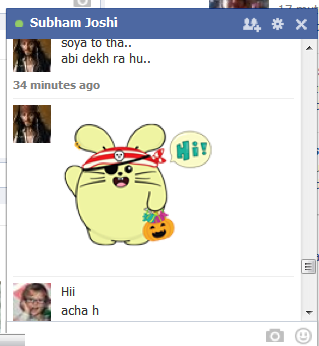 Subham Joshi
soya to tha..
abi dekh ra hu..
34 minutes ago
Hi!
Hii
acha h